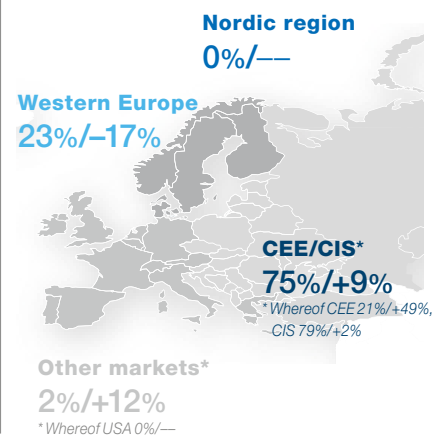 Nordic region
0%/––
Western Europe
23%/–17%
CEE/CIS*
75%/+9%
* Whereof CEE 21%/+49%,
CIS 79%/+2%
Other markets*
2%/+12%
* Whereof USA 0%/––